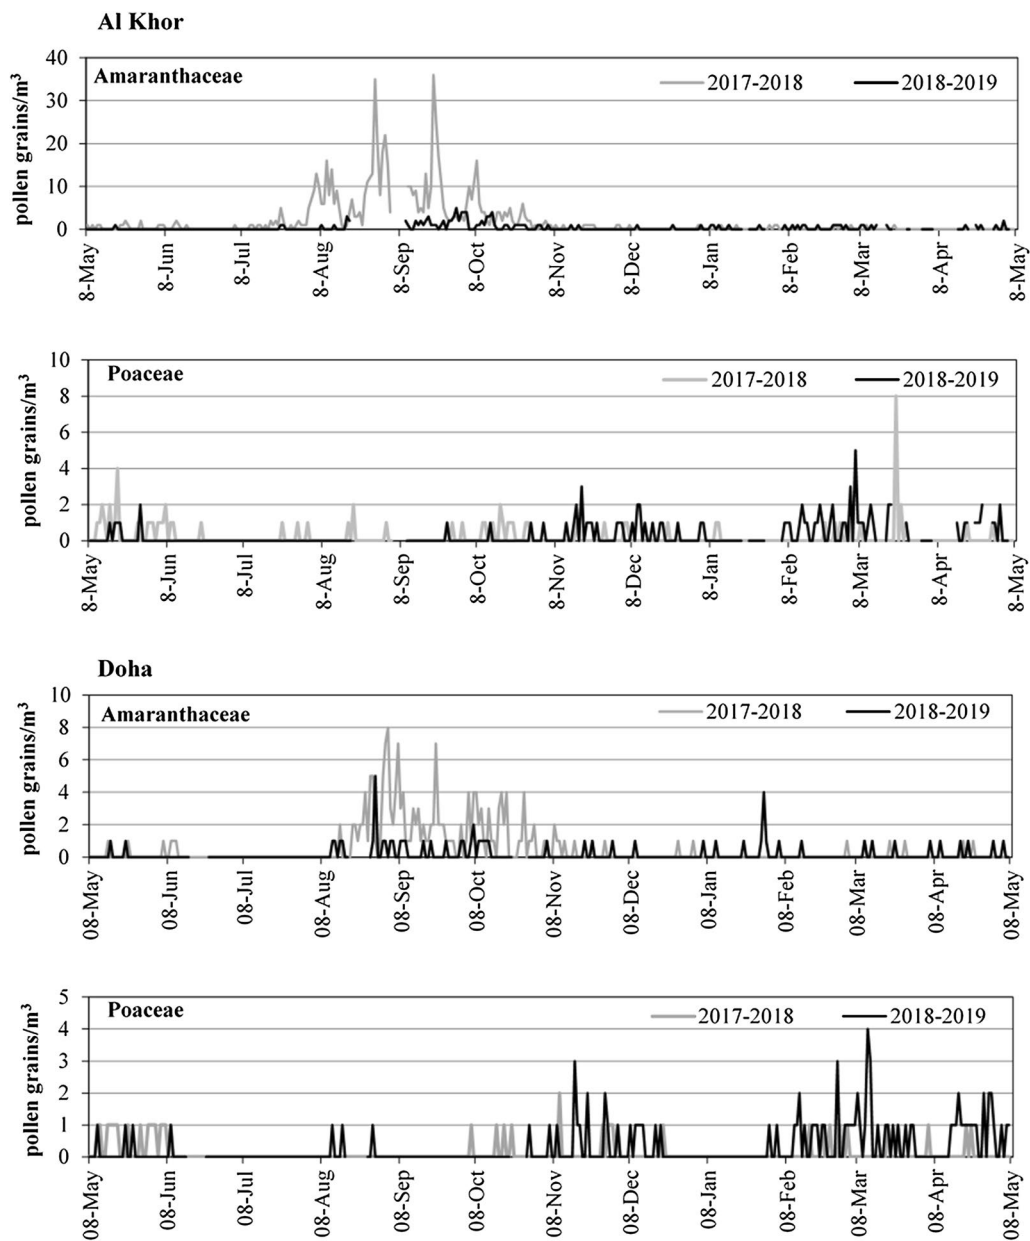 Al Khor
Amaranthaceae
2017-2018 2018-2019
pollen grains/m³
40
30
20
10
0
8-May 8-Jun 8-Jul 8-Aug 8-Sep 8-Oct 8-Nov 8-Dec 8-Jan 8-Feb 8-Mar 8-Apr 8-May
Poaceae
2017-2018 2018-2019
pollen grains/m³
10
8
6
4
2
0
8-May 8-Jun 8-Jul 8-Aug 8-Sep 8-Oct 8-Nov 8-Dec 8-Jan 8-Feb 8-Mar 8-Apr 8-May
Doha
Amaranthaceae
2017-2018 2018-2019
pollen grains/m³
10
8
6
4
2
0
08-May 08-Jun 08-Jul 08-Aug 08-Sep 08-Oct 08-Nov 08-Dec 08-Jan 08-Feb 08-Mar 08-Apr 08-May
Poaceae
2017-2018 2018-2019
pollen grains/m³
5
4
3
2
1
0
08-May 08-Jun 08-Jul 08-Aug 08-Sep 08-Oct 08-Nov 08-Dec 08-Jan 08-Feb 08-Mar 08-Apr 08-May